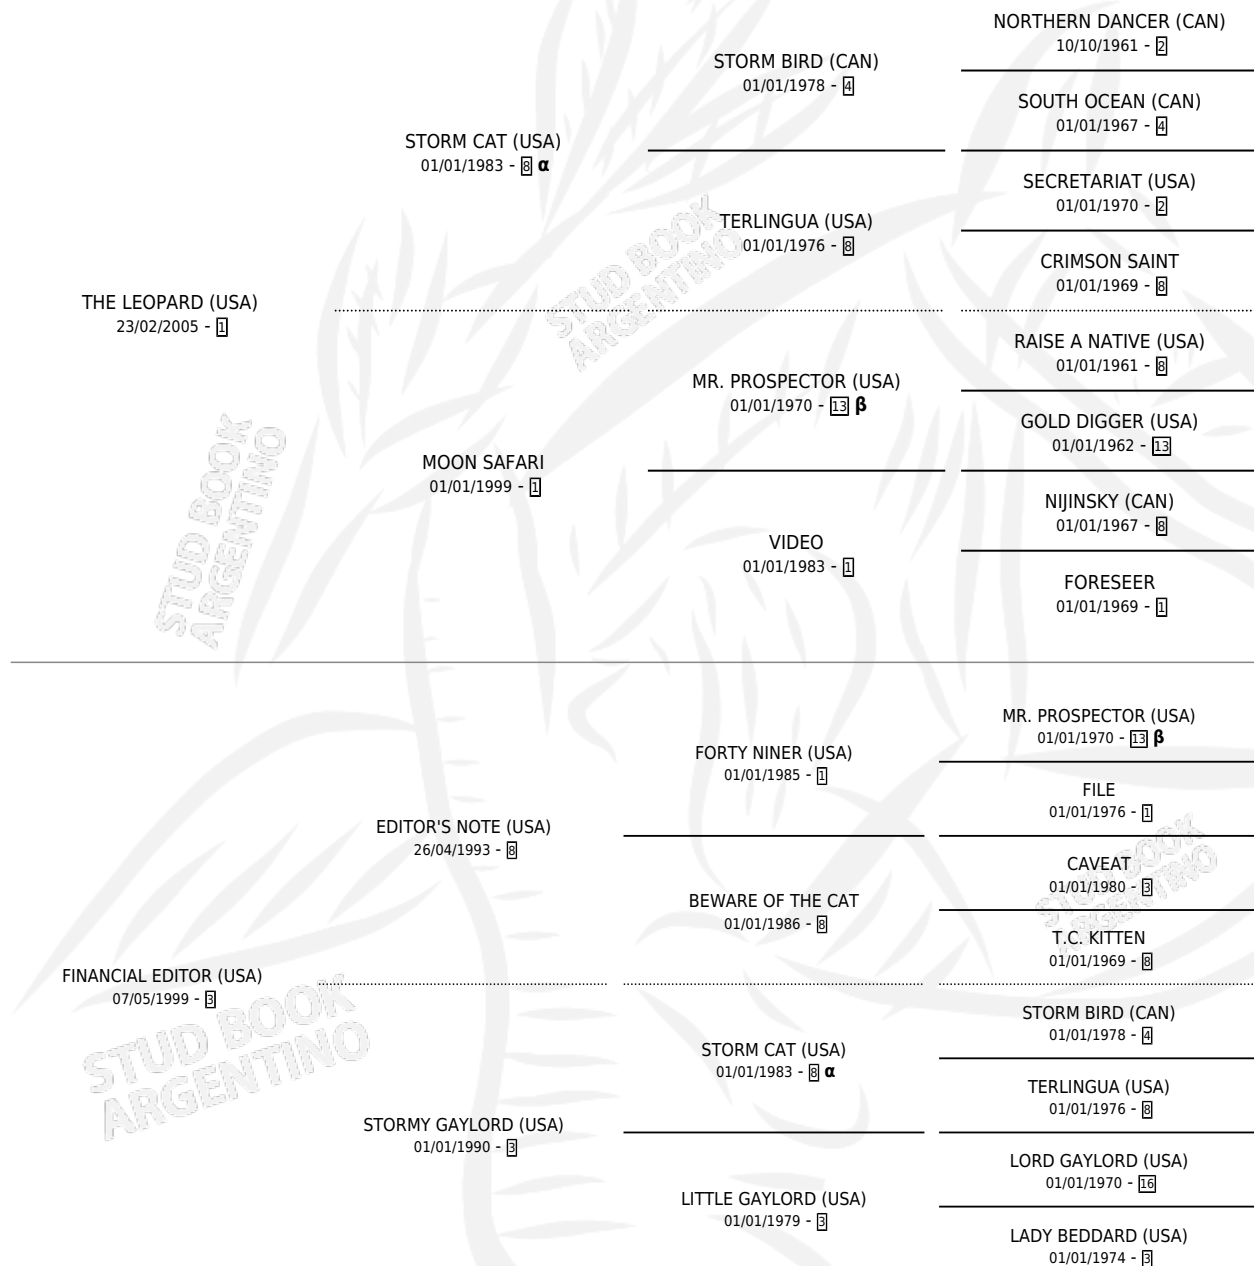 NORTHERN DANCER (CAN)
10/10/1961 - 2
STORM BIRD (CAN)
01/01/1978 - 4
SOUTH OCEAN (CAN)
01/01/1967 - 4
STORM CAT (USA)
01/01/1983 - 8 α
SECRETARIAT (USA)
01/01/1970 - 2
TERLINGUA (USA)
01/01/1976 - 8
CRIMSON SAINT
01/01/1969 - 8
THE LEOPARD (USA)
23/02/2005 - 1
STUD BOOK
ARGENTINO
RAISE A NATIVE (USA)
01/01/1961 - 8
MR. PROSPECTOR (USA)
01/01/1970 - 13 β
GOLD DIGGER (USA)
01/01/1962 - 13
MOON SAFARI
01/01/1999 - 1
NIJINSKY (CAN)
01/01/1967 - 8
VIDEO
01/01/1983 - 1
FORESEER
01/01/1969 - 1
STUD BOOK
ARGENTINO
MR. PROSPECTOR (USA)
01/01/1970 - 13 β
FORTY NINER (USA)
01/01/1985 - 1
FILE
01/01/1976 - 1
EDITOR'S NOTE (USA)
26/04/1993 - 8
CAVEAT
01/01/1980 - 3
BEWARE OF THE CAT
01/01/1986 - 8
T.C. KITTEN
01/01/1969 - 8
STUD BOOK
ARGENTINO
FINANCIAL EDITOR (USA)
07/05/1999 - 3
STUD BOOK
ARGENTINO
STORM BIRD (CAN)
01/01/1978 - 4
STORM CAT (USA)
01/01/1983 - 8 α
TERLINGUA (USA)
01/01/1976 - 8
STORMY GAYLORD (USA)
01/01/1990 - 3
LORD GAYLORD (USA)
01/01/1970 - 16
LITTLE GAYLORD (USA)
01/01/1979 - 3
LADY BEDDARD (USA)
01/01/1974 - 3